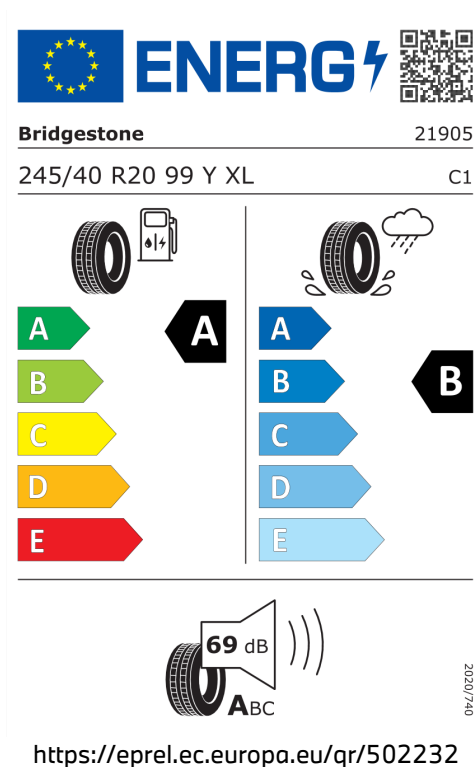 ENERG
Bridgestone 21905
245/40 R20 99 Y XL C1
A A A
B B B
C C
D D
E E
69 dB
ABC
2020/740
https://eprel.ec.europa.eu/qr/502232